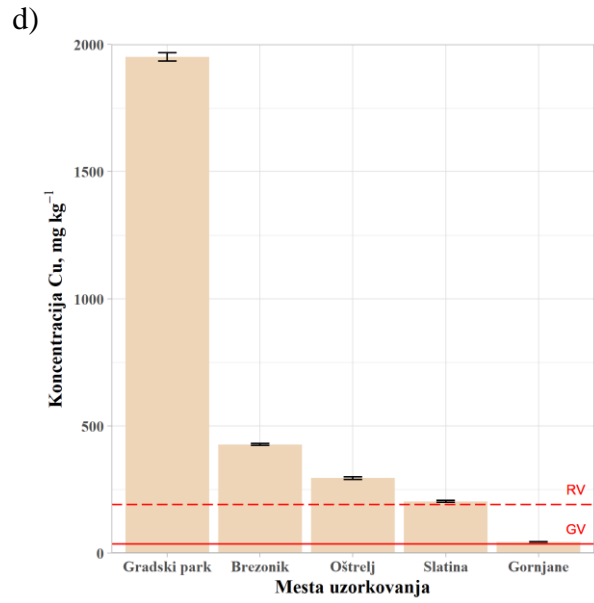 d)
Koncentracija Cu, mg kg⁻¹
2000
1500
1000
500
0
RV
GV
Gradski park Brezonik Oštrelj Slatina Gornjane
Mesta uzorkovanja